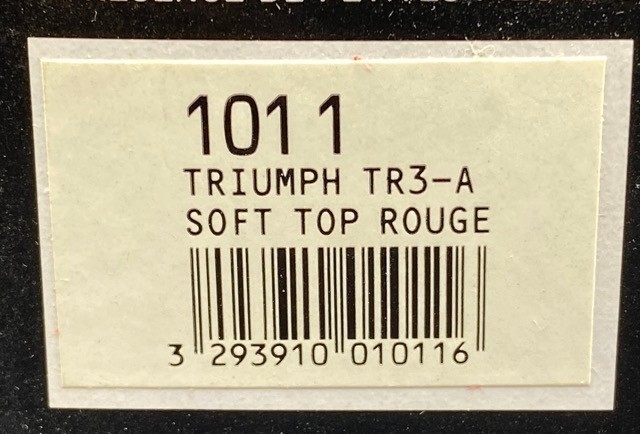 1011
TRIUMPH TR3-A
SOFT TOP ROUGE
3 293910 010116